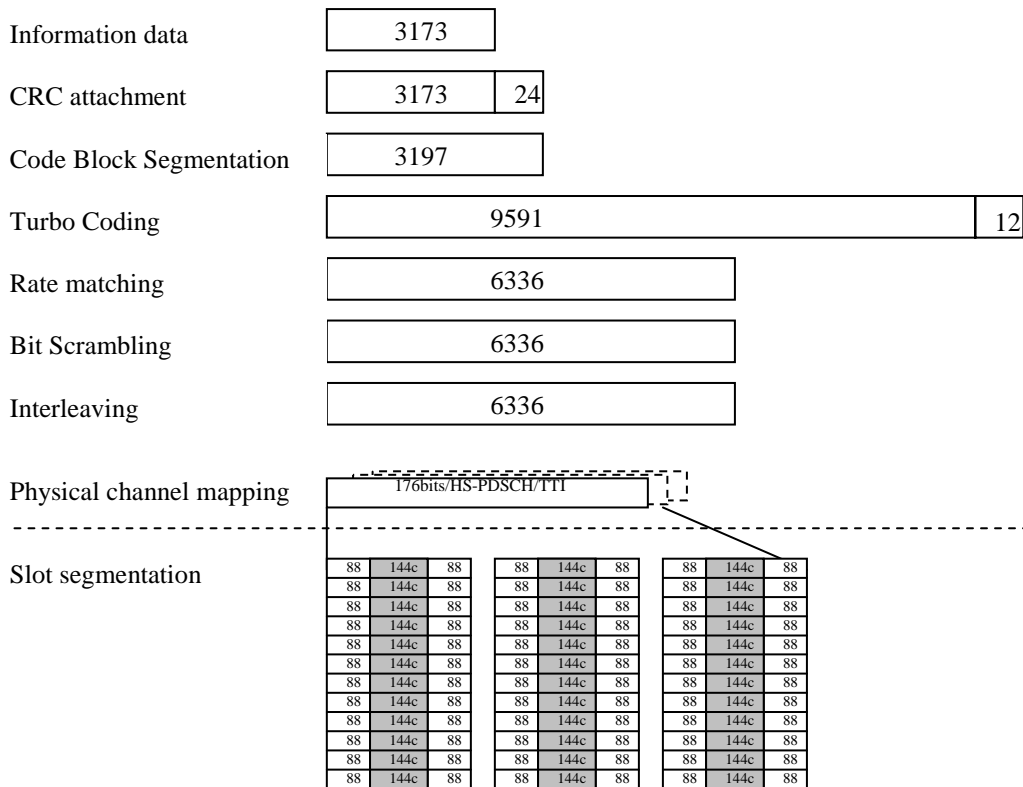 Information data 3173
CRC attachment 3173 24
Code Block Segmentation 3197
Turbo Coding 9591 12
Rate matching 6336
Bit Scrambling 6336
Interleaving 6336
Physical channel mapping 176bits/HS-PDSCH/TTI
Slot segmentation
88 144c 88 88 144c 88 88 144c 88
88 144c 88 88 144c 88 88 144c 88
88 144c 88 88 144c 88 88 144c 88
88 144c 88 88 144c 88 88 144c 88
88 144c 88 88 144c 88 88 144c 88
88 144c 88 88 144c 88 88 144c 88
88 144c 88 88 144c 88 88 144c 88
88 144c 88 88 144c 88 88 144c 88
88 144c 88 88 144c 88 88 144c 88
88 144c 88 88 144c 88 88 144c 88
88 144c 88 88 144c 88 88 144c 88
88 144c 88 88 144c 88 88 144c 88